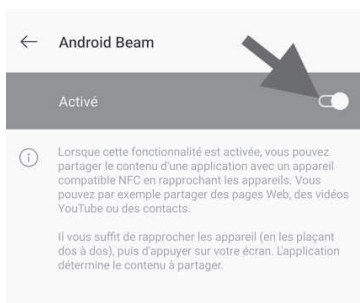 Android Beam
Activé
Lorsque cette fonctionnalité est activée, vous pouvez
partager le contenu d'une application avec un appareil
compatible NFC en rapprochant les appareils. Vous
pouvez par exemple partager des pages Web, des vidéos
YouTube ou des contacts.
Il vous suffit de rapprocher les appareil (en les plaçant
dos à dos), puis d'appuyer sur votre écran. L'application
détermine le contenu à partager.